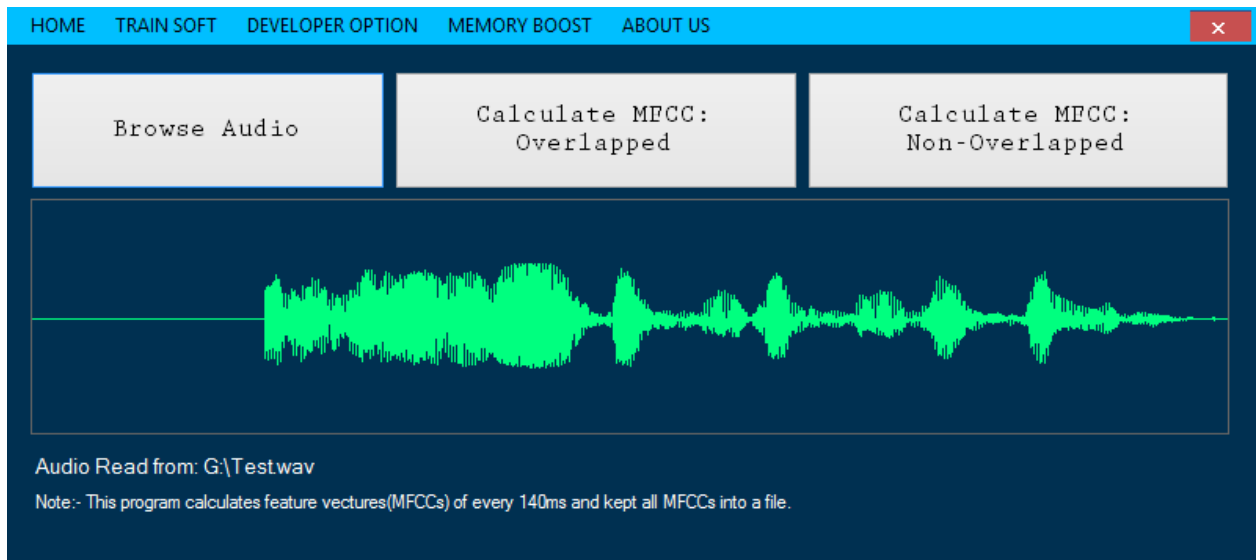 HOME TRAIN SOFT DEVELOPER OPTION MEMORY BOOST ABOUT US
Browse Audio
Calculate MFCC:
Overlapped
Calculate MFCC:
Non-Overlapped
Audio Read from: G:\Test.wav
Note:- This program calculates feature vectures(MFCCs) of every 140ms and kept all MFCCs into a file.